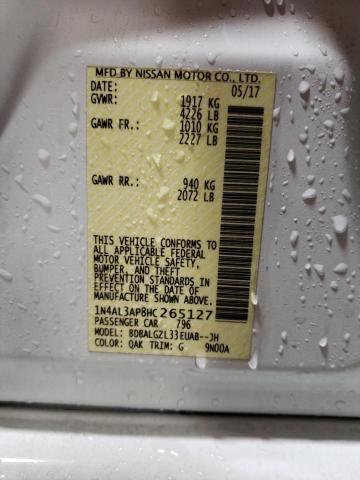 MFD BY NISSAN MOTOR CO., LTD.
DATE: 05/17
GVWR: 1917 KG
4226 LB
GAWR FR.: 1010 KG
2227 LB
GAWR RR.: 940 KG
2072 LB
THIS VEHICLE CONFORMS TO
ALL APPLICABLE FEDERAL
MOTOR VEHICLE SAFETY,
BUMPER, AND THEFT
PREVENTION STANDARDS
IN EFFECT ON THE DATE OF
MANUFACTURE SHOWN ABOVE.
1N4AL3AP8HC265127
PASSENGER CAR 796
MODEL: BDBALGZL33EUAB--JH
COLOR: QAK TRIM: G 9N00A